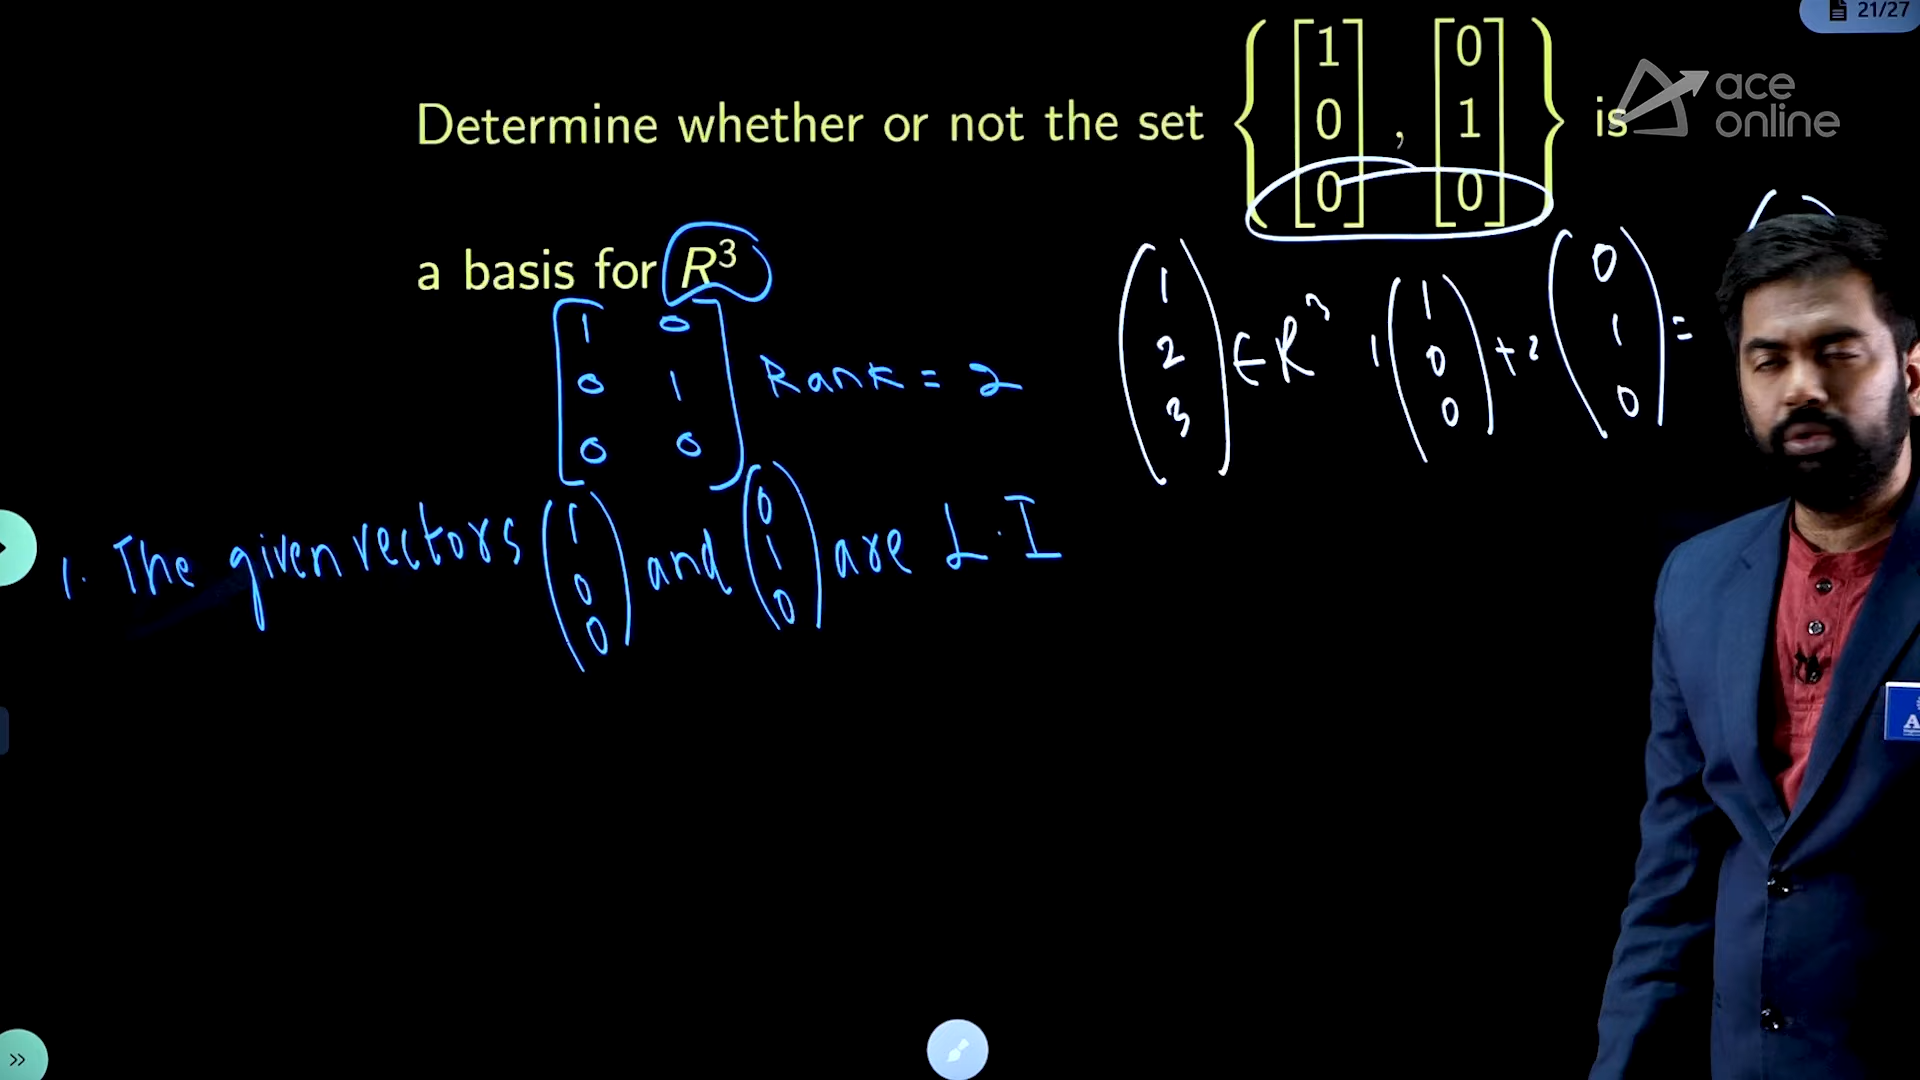 21/27
ace
online
Determine whether or not the set { [1 0 0] , [0 1 0] } is
a basis for R³
[1 0
0 1
0 0] Rank = 2
(1 2 3) ∈ R³ 1 (1 0 0) + 2 (0 1 0) =
1. The given vectors (1 0 0) and (0 1 0) are L.I
A